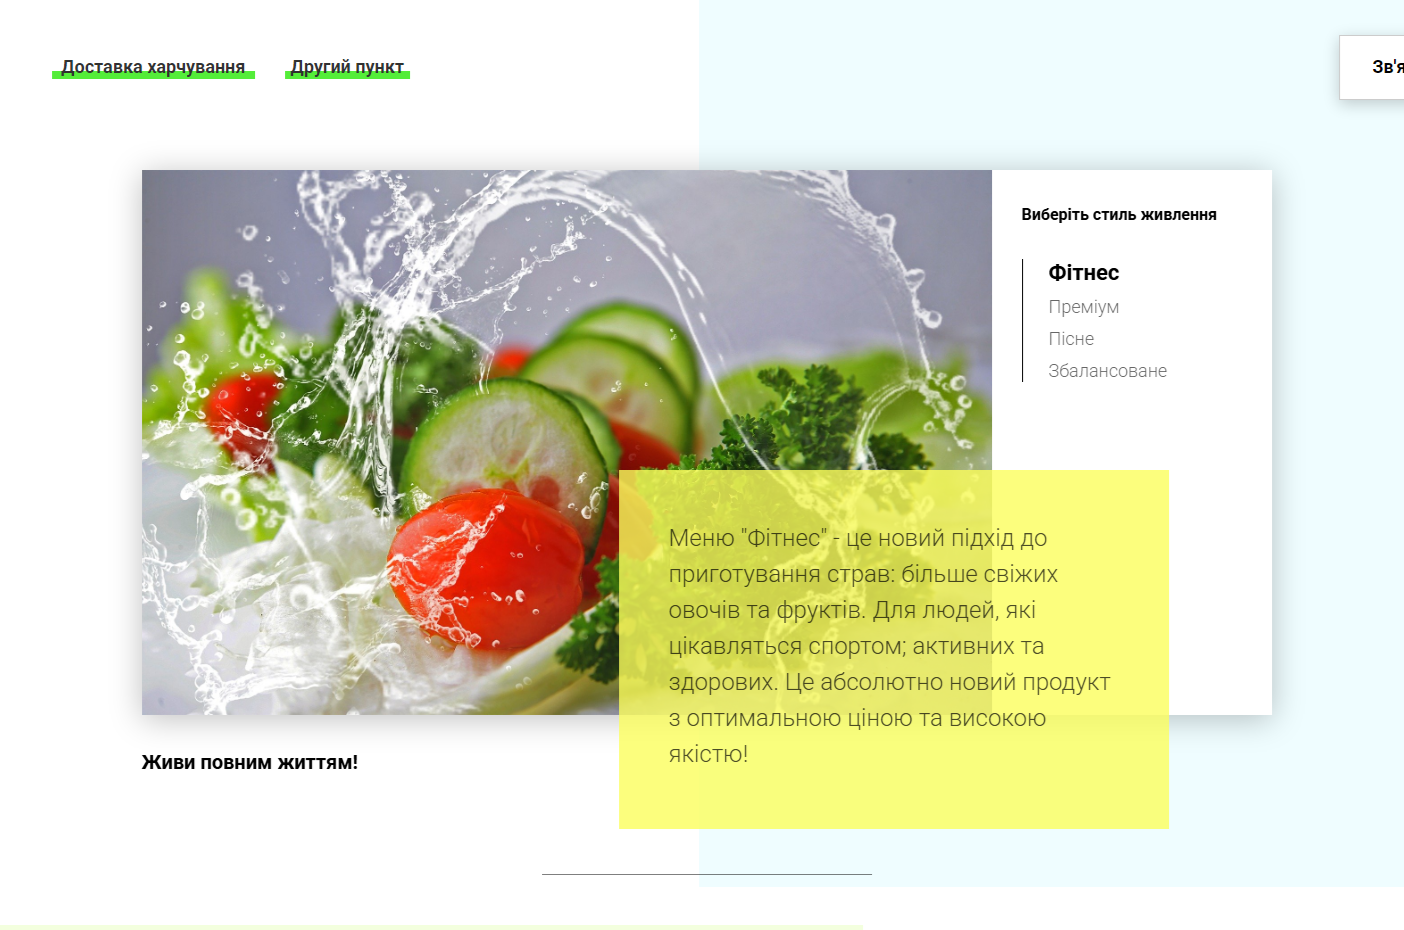 Доставка харчування
Другий пункт
Зв'я
Виберіть стиль живлення
Фітнес
Преміум
Пісне
Збалансоване
Меню "Фітнес" - це новий підхід до
приготування страв: більше свіжих
овочів та фруктів. Для людей, які
цікавляться спортом; активних та
здорових. Це абсолютно новий продукт
з оптимальною ціною та високою
якістю!
Живи повним життям!